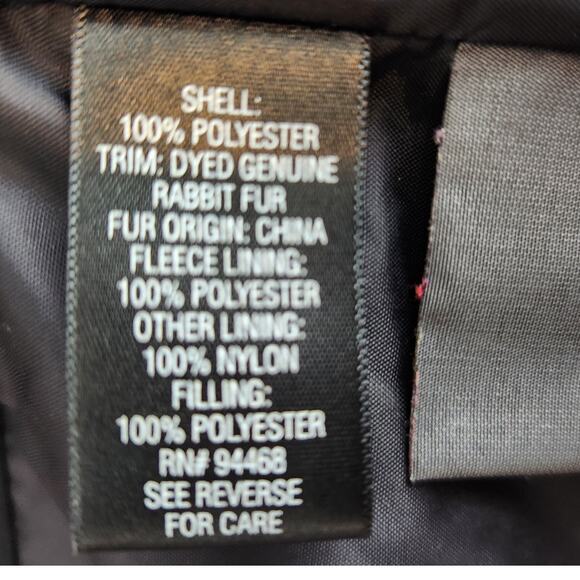 SHELL:
100% POLYESTER
TRIM: DYED GENUINE
RABBIT FUR
FUR ORIGIN: CHINA
FLEECE LINING:
100% POLYESTER
OTHER LINING:
100% NYLON
FILLING:
100% POLYESTER
RN# 94468
SEE REVERSE
FOR CARE